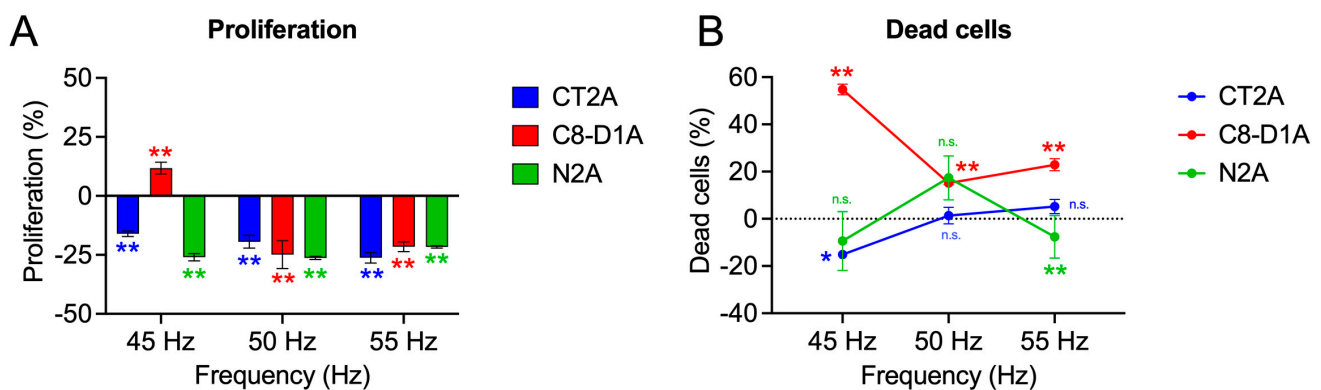 A
Proliferation
50
25
0
-25
-50
Proliferation (%)
**
**
**
**
**
**
**
**
**
45 Hz 50 Hz 55 Hz
Frequency (Hz)
CT2A
C8-D1A
N2A
B
Dead cells
60
40
20
0
-20
-40
Dead cells (%)
**
n.s.
*
n.s.
**
n.s.
**
n.s.
**
45 Hz 50 Hz 55 Hz
Frequency (Hz)
CT2A
C8-D1A
N2A